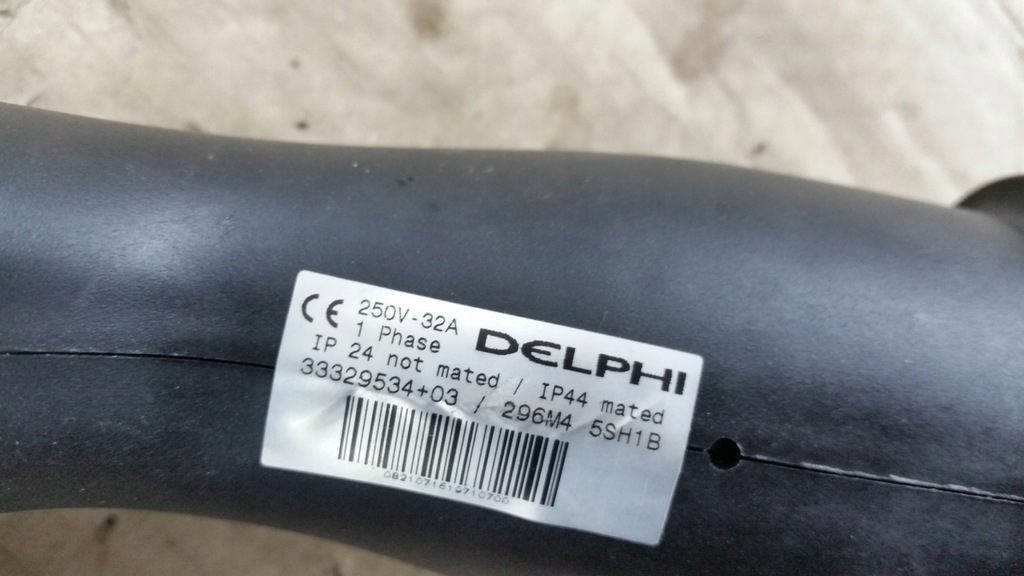 CE 250V-32A
1 Phase
DELPHI
IP 24 not mated / IP44 mated
33329534+03 / 296M4 5SH1B